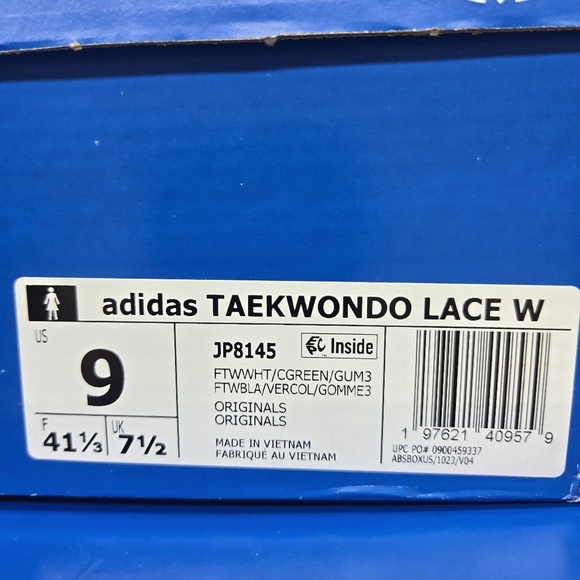 adidas TAEKWONDO LACE W
US
9
F
41⅓
UK
7½
JP8145
Inside
FTWWHT/CGREEN/GUM3
FTWBLA/VERCOL/GOMME3
ORIGINALS
ORIGINALS
MADE IN VIETNAM
FABRIQUÉ AU VIETNAM
1 97621 40957 9
UPC PO# 0900459337
ABSBOXUS/1023/V04